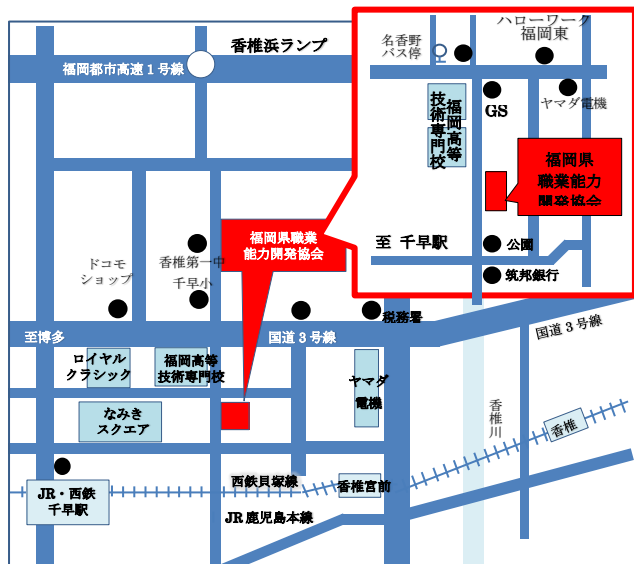 香椎浜ランプ
福岡都市高速１号線
名香野
バス停
ハローワーク
福岡東
福岡高等
技術専門校
GS
ヤマダ電機
福岡県
職業能力
開発協会
至 千早駅
公園
筑邦銀行
福岡県職業
能力開発協会
ドコモ
ショップ
香椎第一中
千早小
税務署
至博多
国道３号線
国道３号線
ロイヤル
クラシック
福岡高等
技術専門校
ヤマダ
電機
なみき
スクエア
香椎川
香椎
西鉄貝塚線
香椎宮前
JR・西鉄
千早駅
JR 鹿児島本線